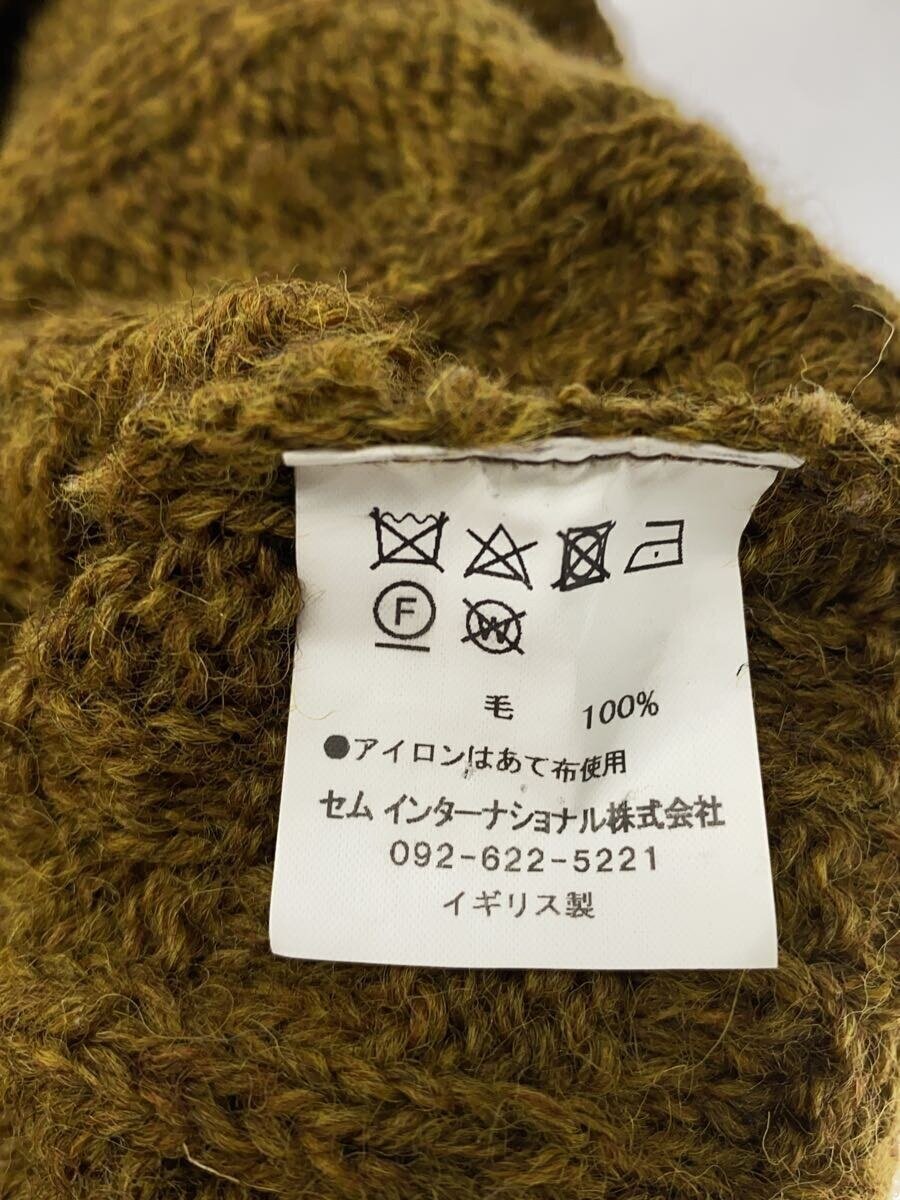 F W
毛 100%
●アイロンはあて布使用
セム インターナショナル株式会社
092-622-5221
イギリス製